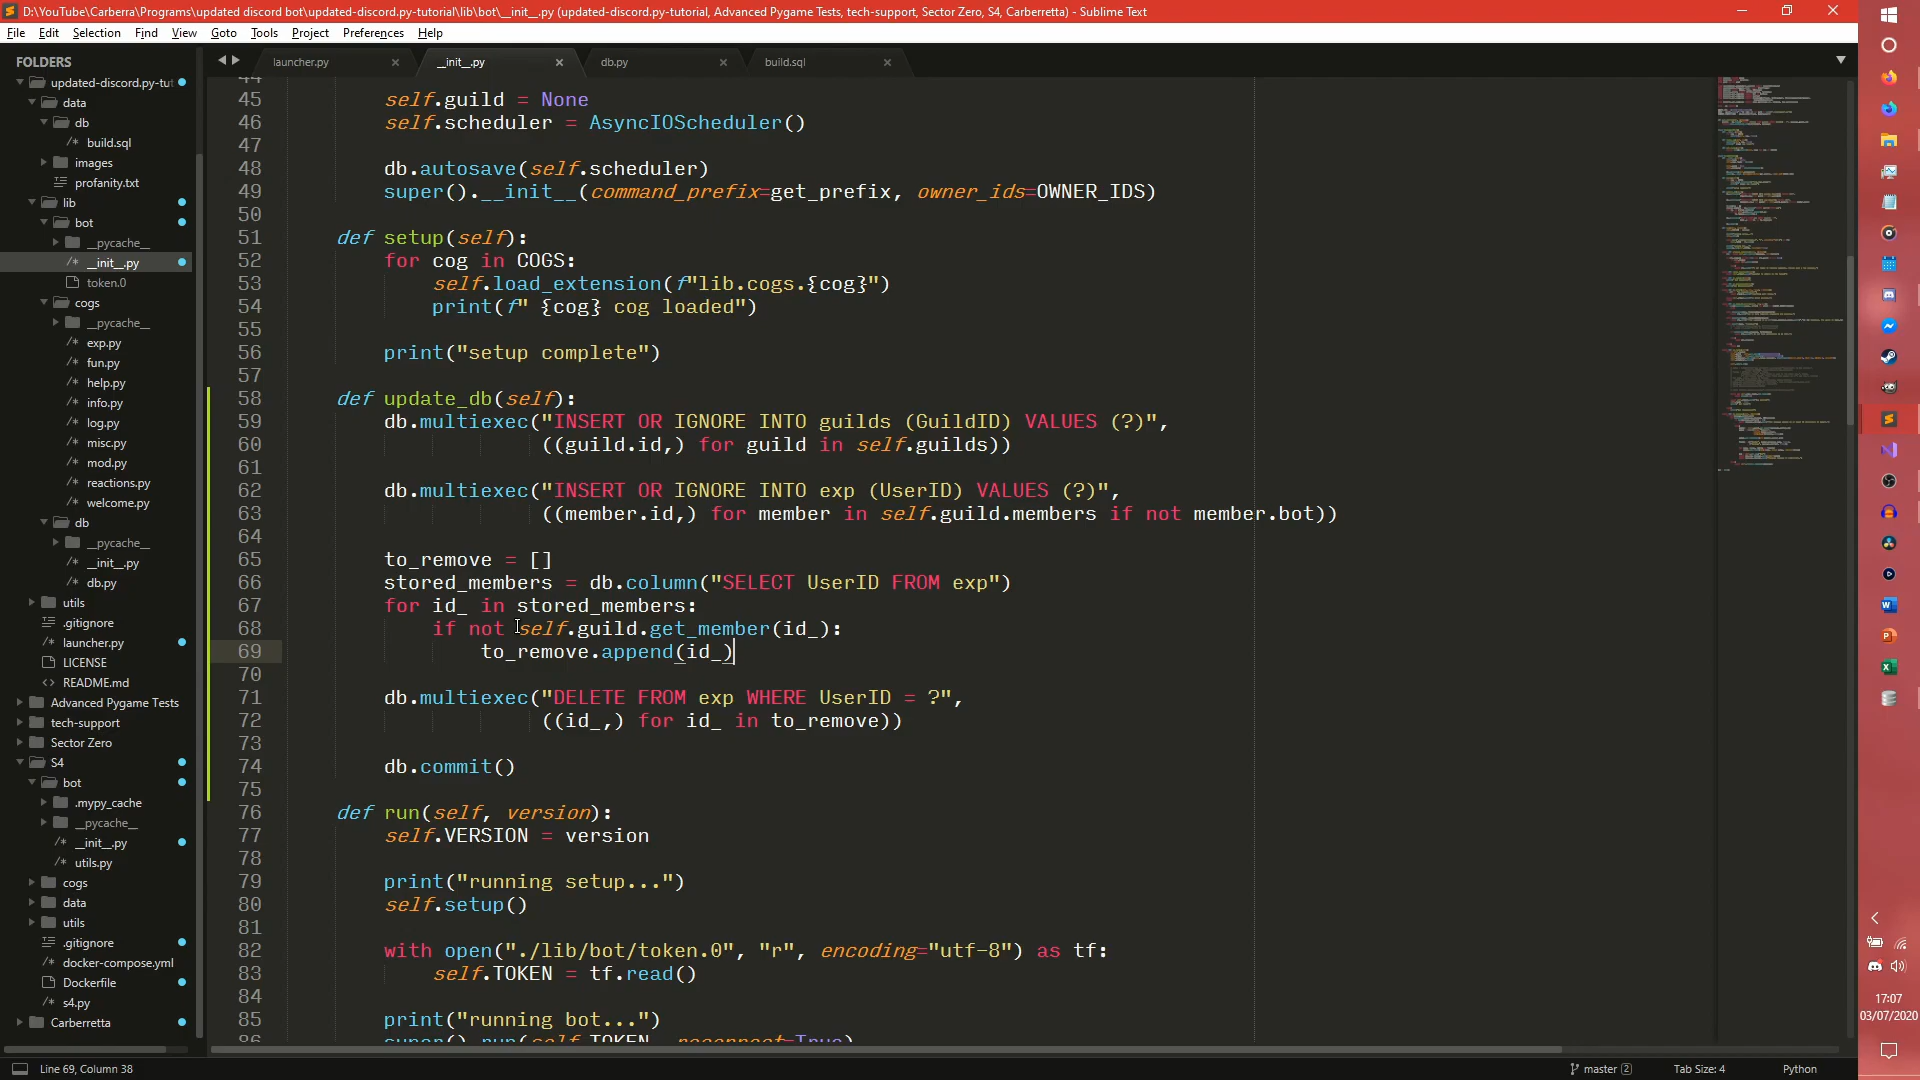 D:\YouTube\Carberra\Programs\updated discord bot\updated-discord.py-tutorial\lib\bot\__init__.py (updated-discord.py-tutorial, Advanced Pygame Tests, tech-support, Sector Zero, S4, Carberretta) - Sublime Text
File Edit Selection Find View Goto Tools Project Preferences Help
FOLDERS
updated-discord.py-tut
data
db
build.sql
images
profanity.txt
lib
bot
__pycache__
__init__.py
token.0
cogs
__pycache__
exp.py
fun.py
help.py
info.py
log.py
misc.py
mod.py
reactions.py
welcome.py
db
__pycache__
__init__.py
db.py
utils
.gitignore
launcher.py
LICENSE
README.md
Advanced Pygame Tests
tech-support
Sector Zero
S4
bot
.mypy_cache
__pycache__
__init__.py
utils.py
cogs
data
utils
.gitignore
docker-compose.yml
Dockerfile
s4.py
Carberretta
launcher.py __init__.py db.py build.sql
44
45 self.guild = None
46 self.scheduler = AsyncIOScheduler()
47
48 db.autosave(self.scheduler)
49 super().__init__(command_prefix=get_prefix, owner_ids=OWNER_IDS)
50
51 def setup(self):
52 for cog in COGS:
53 self.load_extension(f"lib.cogs.{cog}")
54 print(f" {cog} cog loaded")
55
56 print("setup complete")
57
58 def update_db(self):
59 db.multiexec("INSERT OR IGNORE INTO guilds (GuildID) VALUES (?)",
60 ((guild.id,) for guild in self.guilds))
61
62 db.multiexec("INSERT OR IGNORE INTO exp (UserID) VALUES (?)",
63 ((member.id,) for member in self.guild.members if not member.bot))
64
65 to_remove = []
66 stored_members = db.column("SELECT UserID FROM exp")
67 for id_ in stored_members:
68 if not self.guild.get_member(id_):
69 to_remove.append(id_)
70
71 db.multiexec("DELETE FROM exp WHERE UserID = ?",
72 ((id_,) for id_ in to_remove))
73
74 db.commit()
75
76 def run(self, version):
77 self.VERSION = version
78
79 print("running setup...")
80 self.setup()
81
82 with open("./lib/bot/token.0", "r", encoding="utf-8") as tf:
83 self.TOKEN = tf.read()
84
85 print("running bot...")
86 super().run(self.TOKEN, reconnect=True)
Line 69, Column 38
master 2
Tab Size: 4
Python
17:07
03/07/2020